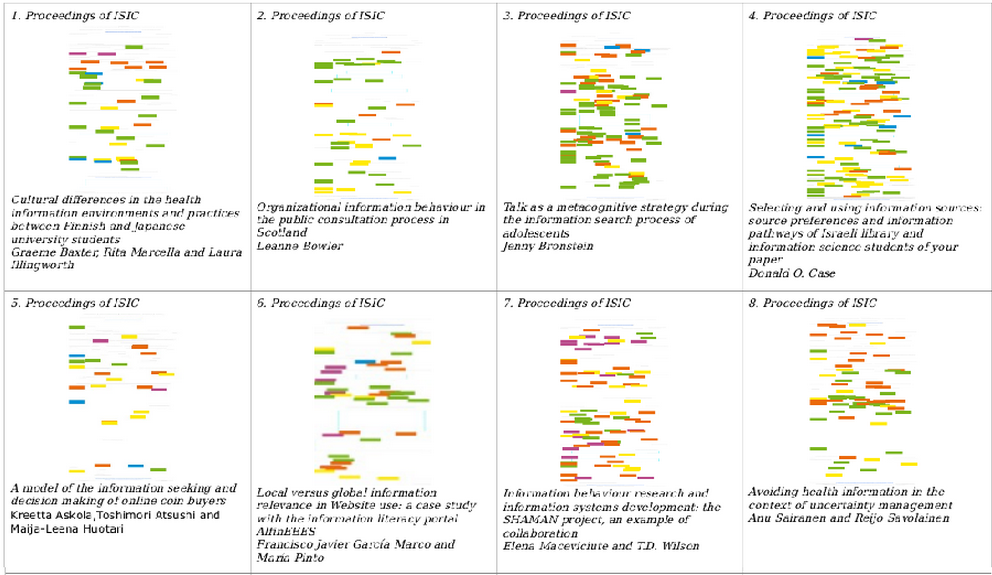 1. Proceedings of ISIC
Cultural differences in the health
information environments and practices
between Finnish and Japanese
university students
Graeme Baxter, Rita Marcella and Laura
Illingworth
2. Proceedings of ISIC
Organizational information behaviour in
the public consultation process in
Scotland
Leanne Bowler
3. Proceedings of ISIC
Talk as a metacognitive strategy during
the information search process of
adolescents
Jenny Bronstein
4. Proceedings of ISIC
Selecting and using information sources:
source preferences and information
pathways of Israeli library and
information science students of your
paper
Donald O. Case
5. Proceedings of ISIC
A model of the information seeking and
decision making of online coin buyers
Kreetta Askola,Toshimori Atsushi and
Maija-Leena Huotari
6. Proceedings of ISIC
Local versus global information
relevance in Website use: a case study
with the information literacy portal
AlfinEEES
Francisco Javier García Marco and
María Pinto
7. Proceedings of ISIC
Information behaviour research and
information systems development: the
SHAMAN project, an example of
collaboration
Elena Maceviciute and T.D. Wilson
8. Proceedings of ISIC
Avoiding health information in the
context of uncertainty management
Anu Sairanen and Reijo Savolainen